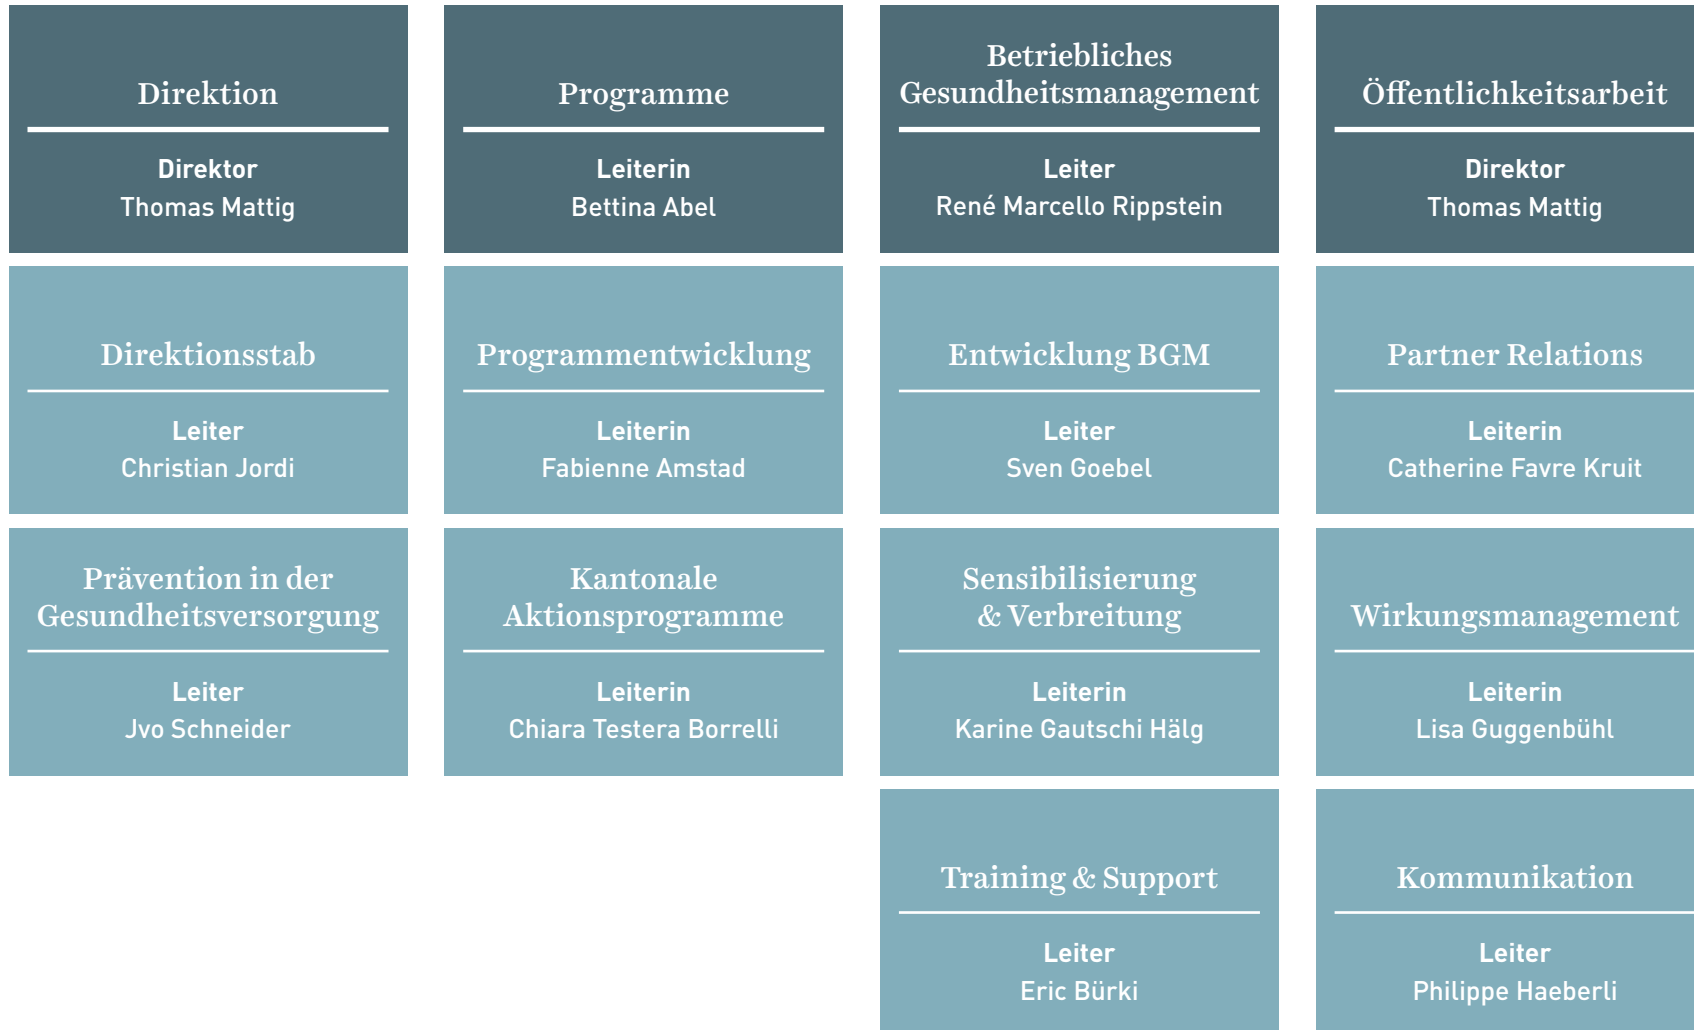 Direktion
Direktor
Thomas Mattig
Programme
Leiterin
Bettina Abel
Betriebliches
Gesundheitsmanagement
Leiter
René Marcello Rippstein
Öffentlichkeitsarbeit
Direktor
Thomas Mattig
Direktionsstab
Leiter
Christian Jordi
Programmentwicklung
Leiterin
Fabienne Amstad
Entwicklung BGM
Leiter
Sven Goebel
Partner Relations
Leiterin
Catherine Favre Kruit
Prävention in der
Gesundheitsversorgung
Leiter
Jvo Schneider
Kantonale
Aktionsprogramme
Leiterin
Chiara Testera Borrelli
Sensibilisierung
& Verbreitung
Leiterin
Karine Gautschi Hälg
Wirkungsmanagement
Leiterin
Lisa Guggenbühl
Training & Support
Leiter
Eric Bürki
Kommunikation
Leiter
Philippe Haeberli